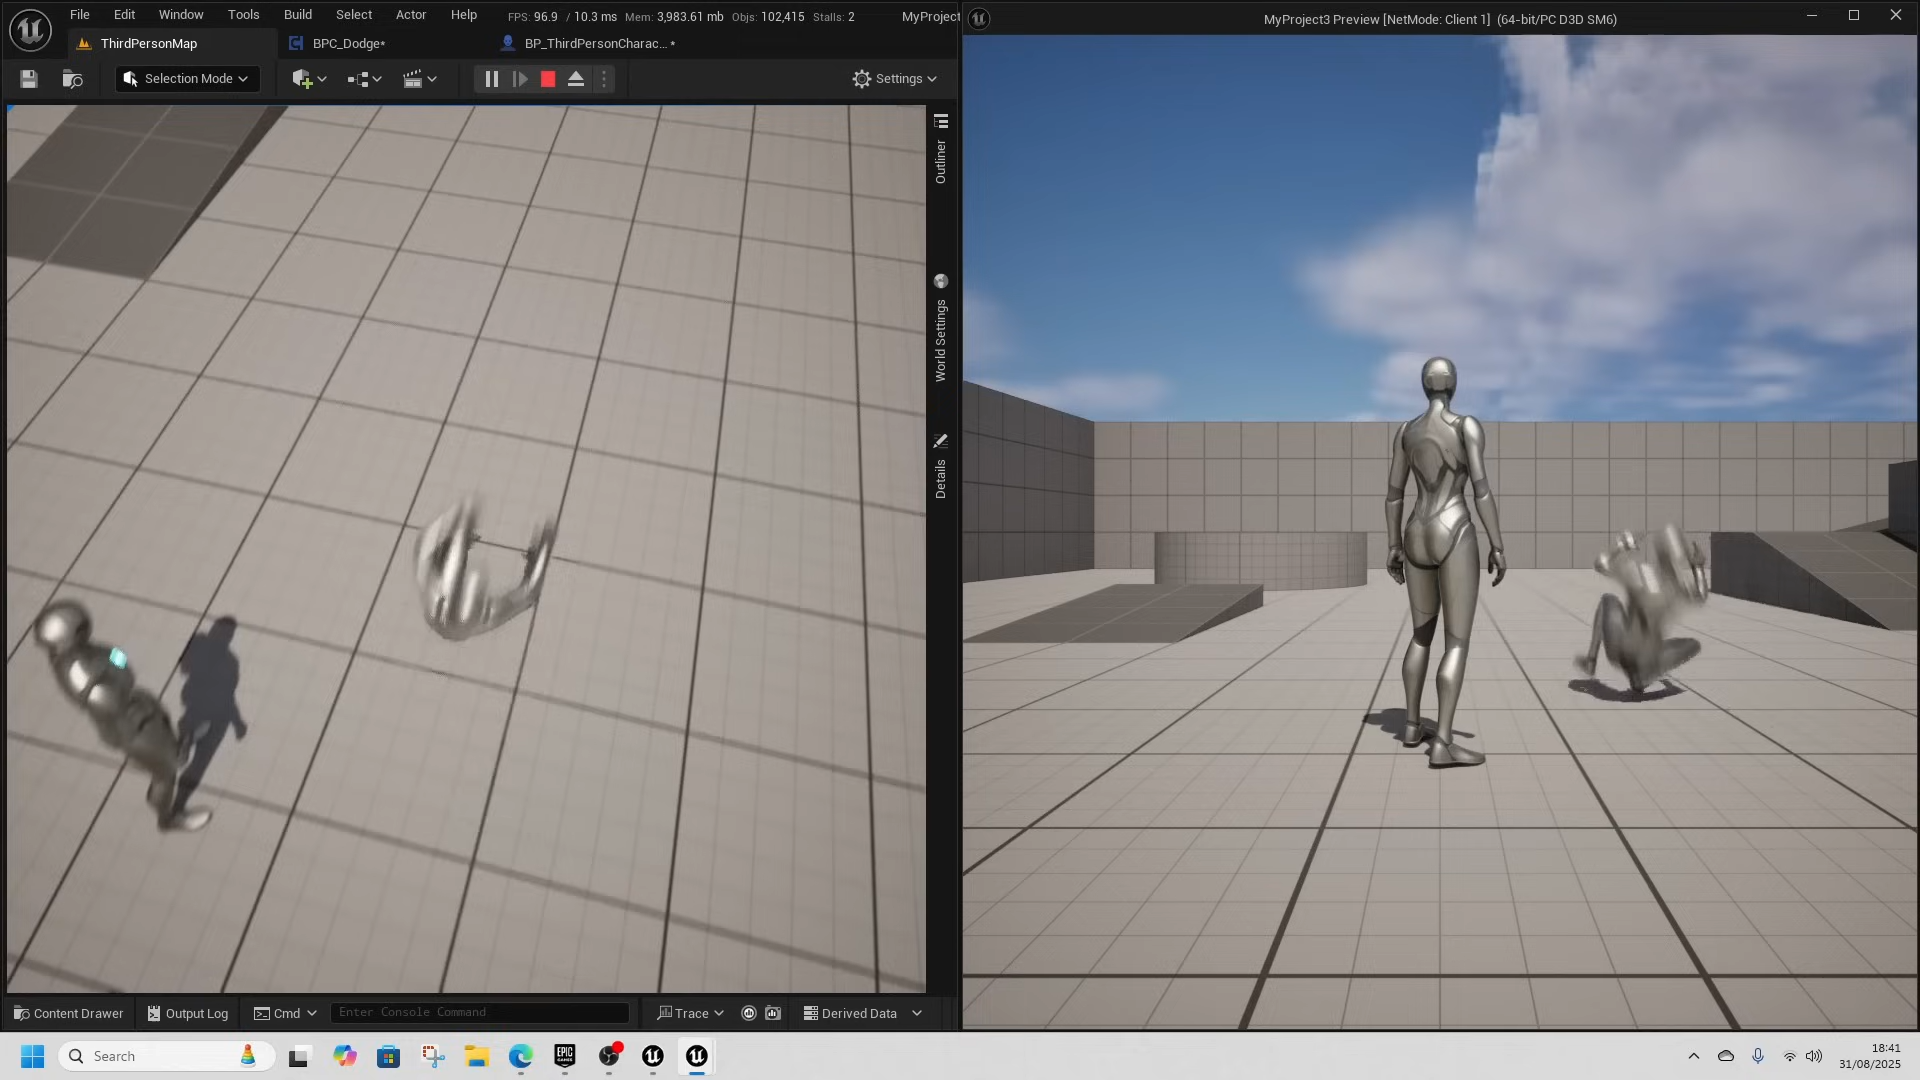 File Edit Window Tools Build Select Actor Help FPS: 96.9 / 10.3 ms Mem: 3,983.61 mb Objs: 102,415 Stalls: 2 MyProject
ThirdPersonMap BPC_Dodge* BP_ThirdPersonCharac... *
Selection Mode Settings
Outliner
World Settings
Details
Content Drawer Output Log Cmd Enter Console Command Trace Derived Data
MyProject3 Preview [NetMode: Client 1] (64-bit/PC D3D SM6)
Search
EPIC GAMES
18:41
31/08/2025